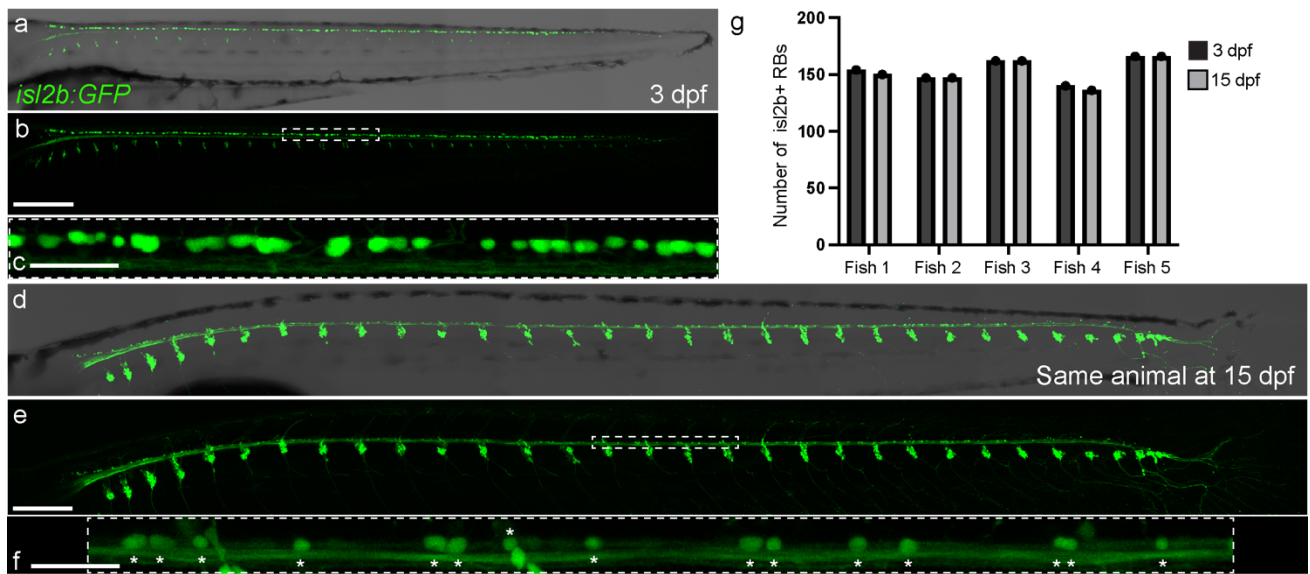 a
isl2b:GFP
3 dpf
b
c
d
Same animal at 15 dpf
e
f
* * * * * * * * * * * * * * *
g
Number of isl2b+ RBs
200
150
100
50
0
Fish 1 Fish 2 Fish 3 Fish 4 Fish 5
3 dpf
15 dpf